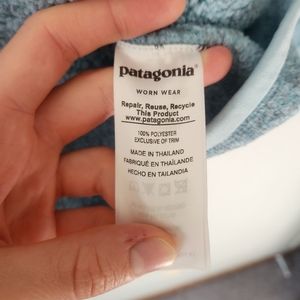 patagonia®
WORN WEAR
Repair, Reuse, Recycle
This Product
www.patagonia.com
100% POLYESTER
EXCLUSIVE OF TRIM
MADE IN THAILAND
FABRIQUÉ EN THAÏLANDE
HECHO EN TAILANDIA